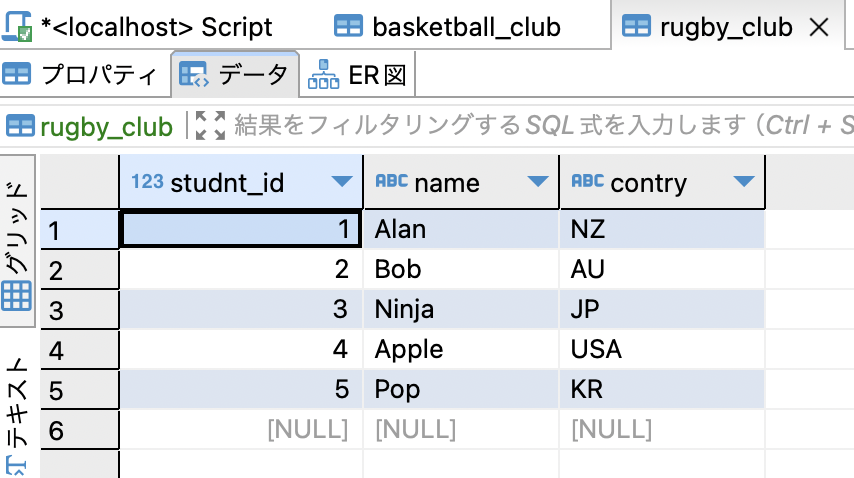 *<localhost> Script basketball_club rugby_club
プロパティ データ ER図
rugby_club 結果をフィルタリングするSQL 式を入力します (Ctrl + S
123 studnt_id ABC name ABC contry
1 1 Alan NZ
2 2 Bob AU
3 3 Ninja JP
4 4 Apple USA
5 5 Pop KR
6 [NULL] [NULL] [NULL]
グリッド
テキスト